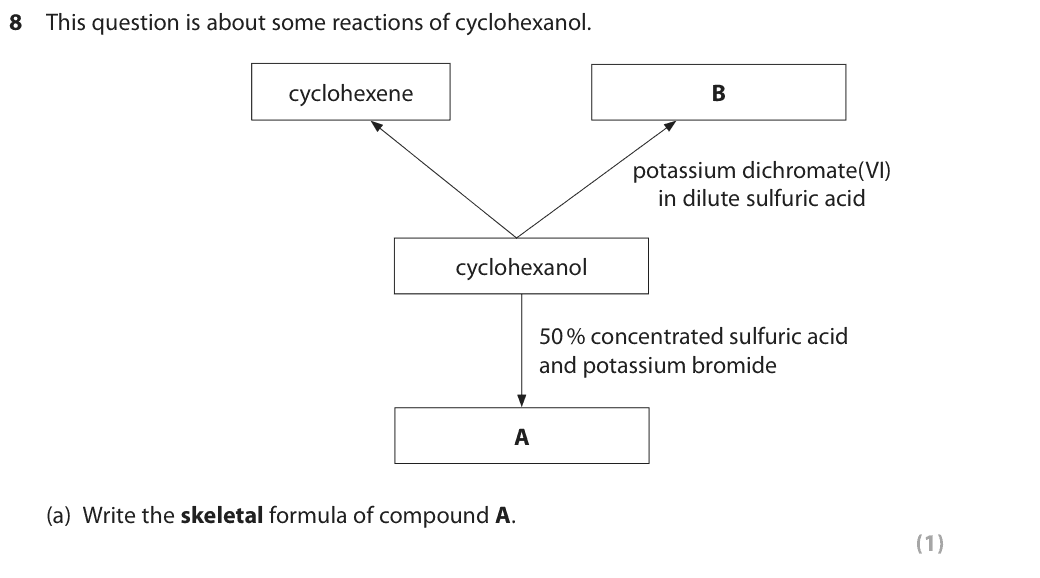 8 This question is about some reactions of cyclohexanol.
cyclohexene
B
potassium dichromate(VI)
in dilute sulfuric acid
cyclohexanol
50% concentrated sulfuric acid
and potassium bromide
A
(a) Write the skeletal formula of compound A.
(1)